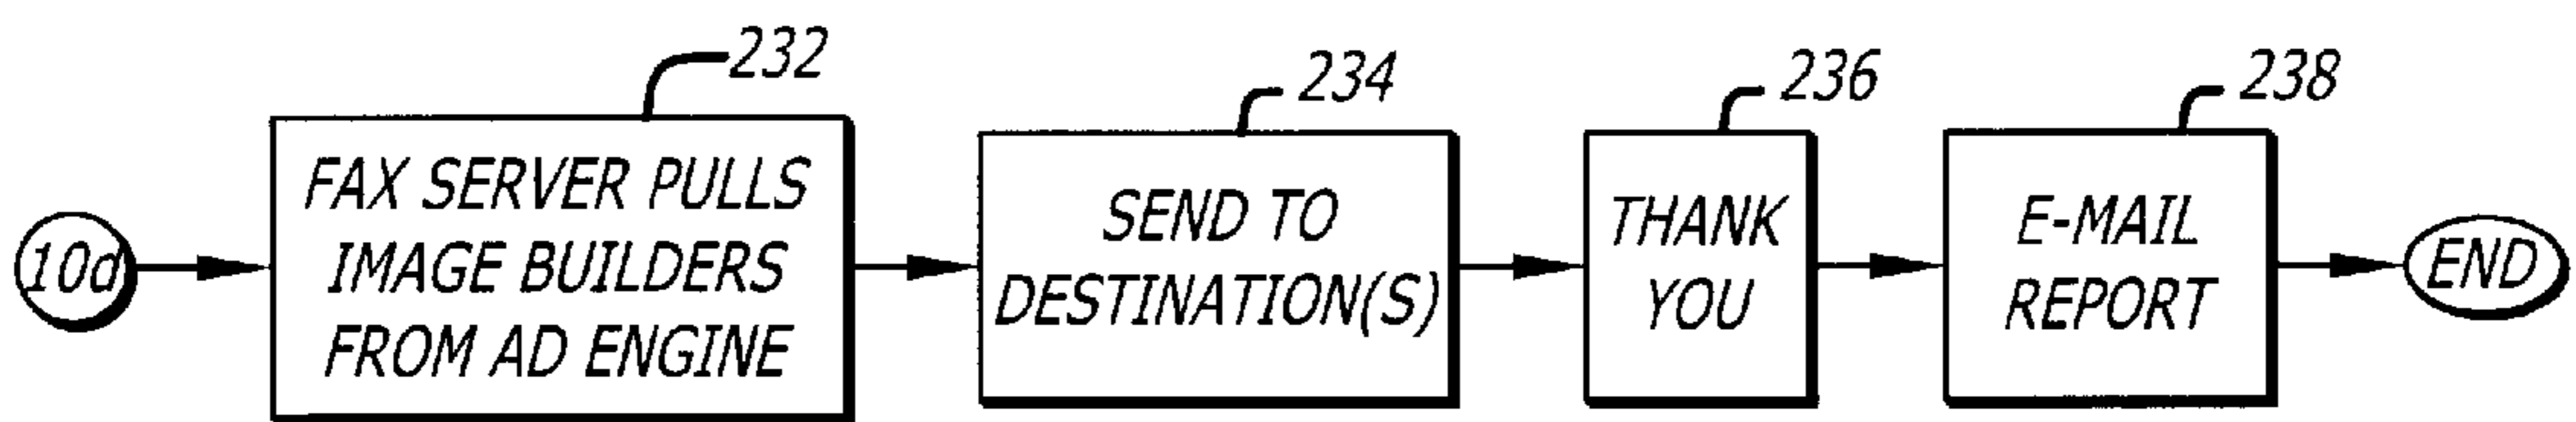 232
234
236
238
10d
FAX SERVER PULLS
IMAGE BUILDERS
FROM AD ENGINE
SEND TO
DESTINATION(S)
THANK
YOU
E-MAIL
REPORT
END